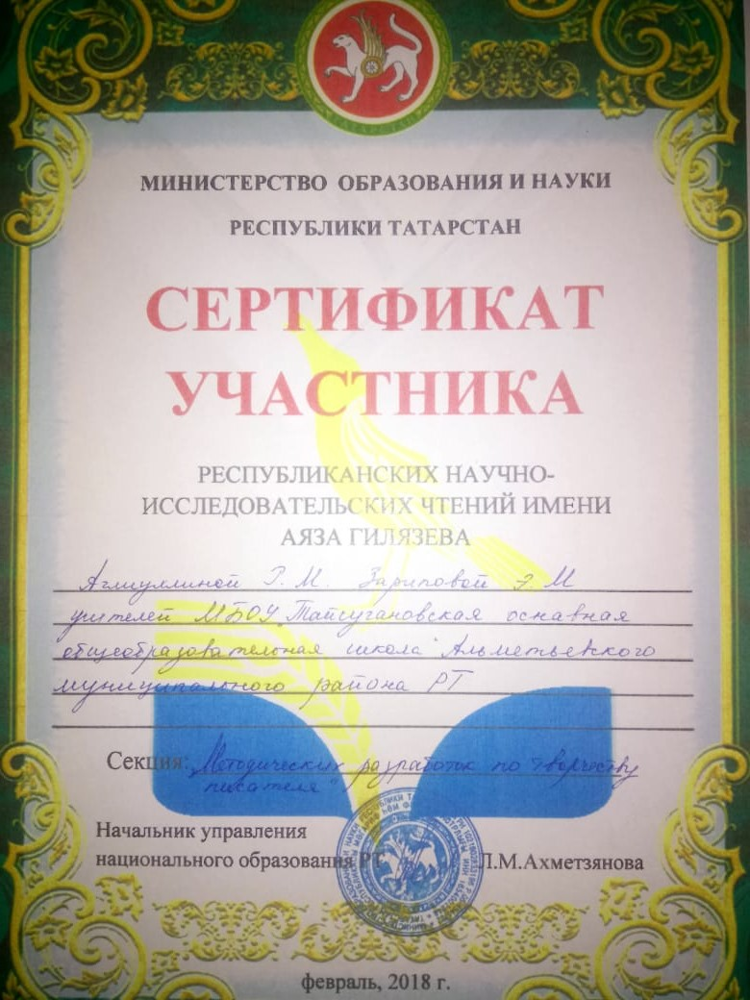 МИНИСТЕРСТВО ОБРАЗОВАНИЯ И НАУКИ
РЕСПУБЛИКИ ТАТАРСТАН
СЕРТИФИКАТ
УЧАСТНИКА
РЕСПУБЛИКАНСКИХ НАУЧНО-
ИССЛЕДОВАТЕЛЬСКИХ ЧТЕНИЙ ИМЕНИ
АЯЗА ГИЛЯЗЕВА
Аглиуллиной Р. М. Зариповой Э. М
учителей МБОУ "Тайсугановская основная
общеобразовательная школа" Альметьевского
муниципального района РТ
Секция: "Методических разработок по творчеству
писателя"
Начальник управления
национального образования РТ Л.М.Ахметзянова
февраль, 2018 г.